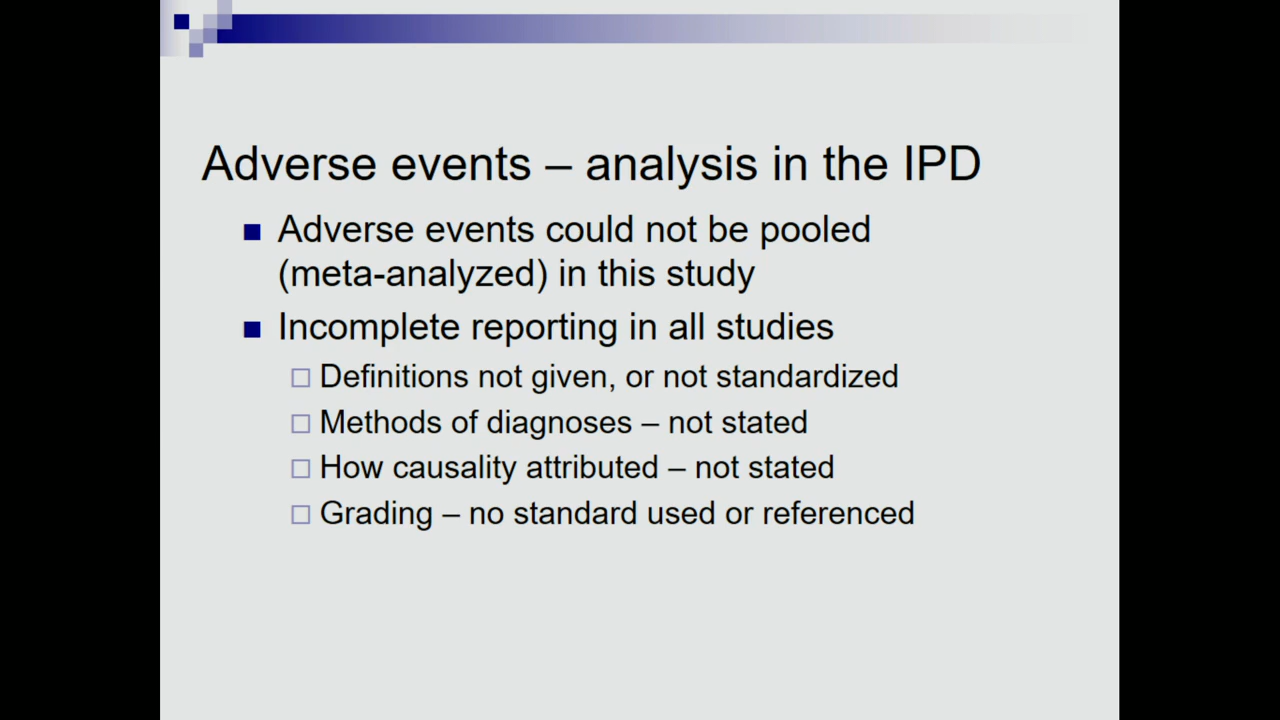 Adverse events – analysis in the IPD
Adverse events could not be pooled
(meta-analyzed) in this study
Incomplete reporting in all studies
Definitions not given, or not standardized
Methods of diagnoses – not stated
How causality attributed – not stated
Grading – no standard used or referenced